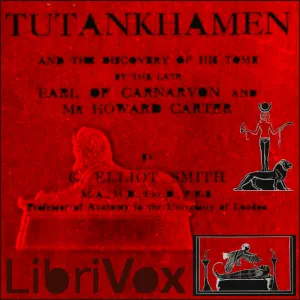 TUTANKHAMEN
AND THE DISCOVERY OF HIS TOMB
BY THE LATE
EARL OF CARNARVON AND
MR HOWARD CARTER
BY
G. ELLIOT SMITH
M.A., M.D.,
Professor of Anatomy in the University of London
LibriVox